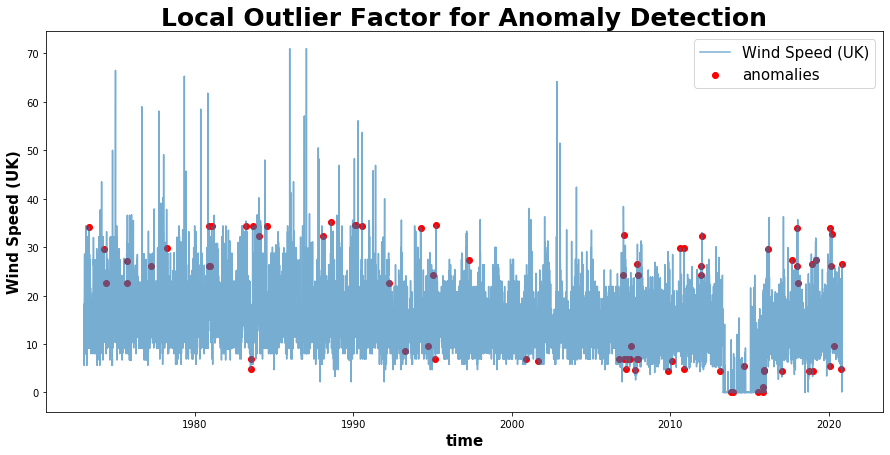 Local Outlier Factor for Anomaly Detection
Wind Speed (UK)
anomalies
Wind Speed (UK)
70
60
50
40
30
20
10
0
1980
1990
2000
2010
2020
time